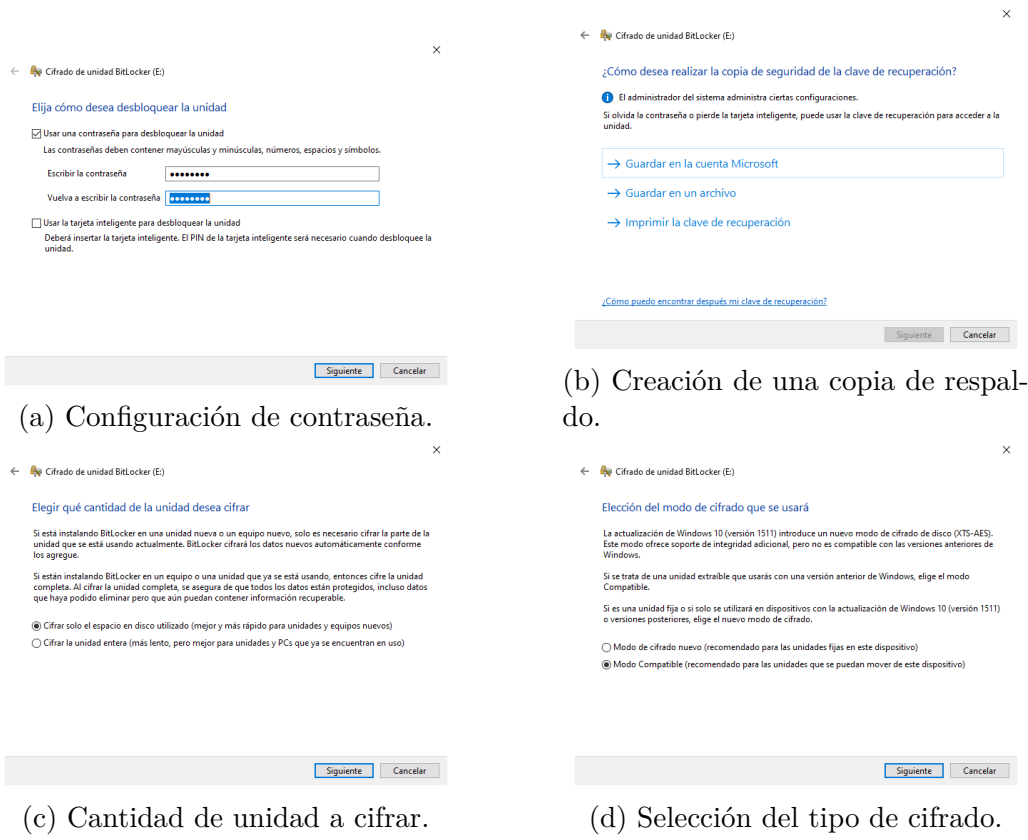 Cifrado de unidad BitLocker (E:)
Elija cómo desea desbloquear la unidad
Usar una contraseña para desbloquear la unidad
Las contraseñas deben contener mayúsculas y minúsculas, números, espacios y símbolos.
Escribir la contraseña
Vuelva a escribir la contraseña
Usar la tarjeta inteligente para desbloquear la unidad
Deberá insertar la tarjeta inteligente. El PIN de la tarjeta inteligente será necesario cuando desbloquee la
unidad.
Siguiente Cancelar
(a) Configuración de contraseña.
Cifrado de unidad BitLocker (E:)
¿Cómo desea realizar la copia de seguridad de la clave de recuperación?
El administrador del sistema administra ciertas configuraciones.
Si olvida la contraseña o pierde la tarjeta inteligente, puede usar la clave de recuperación para acceder a la
unidad.
Guardar en la cuenta Microsoft
Guardar en un archivo
Imprimir la clave de recuperación
¿Cómo puedo encontrar después mi clave de recuperación?
Siguiente Cancelar
(b) Creación de una copia de respal-
do.
Cifrado de unidad BitLocker (E:)
Elegir qué cantidad de la unidad desea cifrar
Si está instalando BitLocker en una unidad nueva o un equipo nuevo, solo es necesario cifrar la parte de la
unidad que se está usando actualmente. BitLocker cifrará los datos nuevos automáticamente conforme
los agregue.
Si están instalando BitLocker en un equipo o una unidad que ya se está usando, entonces cifre la unidad
completa. Al cifrar la unidad completa, se asegura de que todos los datos están protegidos, incluso datos
que haya podido eliminar pero que aún puedan contener información recuperable.
Cifrar solo el espacio en disco utilizado (mejor y más rápido para unidades y equipos nuevos)
Cifrar la unidad entera (más lento, pero mejor para unidades y PCs que ya se encuentran en uso)
Siguiente Cancelar
(c) Cantidad de unidad a cifrar.
Cifrado de unidad BitLocker (E:)
Elección del modo de cifrado que se usará
La actualización de Windows 10 (versión 1511) introduce un nuevo modo de cifrado de disco (XTS-AES).
Este modo ofrece soporte de integridad adicional, pero no es compatible con las versiones anteriores de
Windows.
Si se trata de una unidad extraíble que usarás con una versión anterior de Windows, elige el modo
Compatible.
Si es una unidad fija o si solo se utilizará en dispositivos con la actualización de Windows 10 (versión 1511)
o versiones posteriores, elige el nuevo modo de cifrado.
Modo de cifrado nuevo (recomendado para las unidades fijas en este dispositivo)
Modo Compatible (recomendado para las unidades que se puedan mover de este dispositivo)
Siguiente Cancelar
(d) Selección del tipo de cifrado.